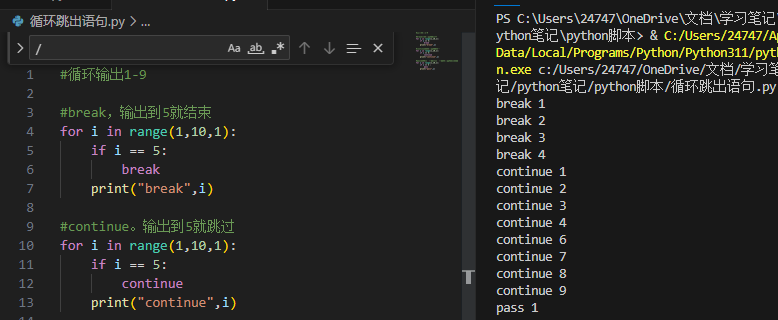 循环跳出语句.py > ...
/
Aa ab .*
1 #循环输出1-9
2
3 #break，输出到5就结束
4 for i in range(1,10,1):
5 if i == 5:
6 break
7 print("break",i)
8
9 #continue。输出到5就跳过
10 for i in range(1,10,1):
11 if i == 5:
12 continue
13 print("continue",i)
14
PS C:\Users\24747\OneDrive\文档\学习笔记
ython笔记\python脚本> & C:/Users/24747/Ap
Data/Local/Programs/Python/Python311/pyth
n.exe c:/Users/24747/OneDrive/文档/学习笔
记/python笔记/python脚本/循环跳出语句.py
break 1
break 2
break 3
break 4
continue 1
continue 2
continue 3
continue 4
continue 6
continue 7
continue 8
continue 9
pass 1